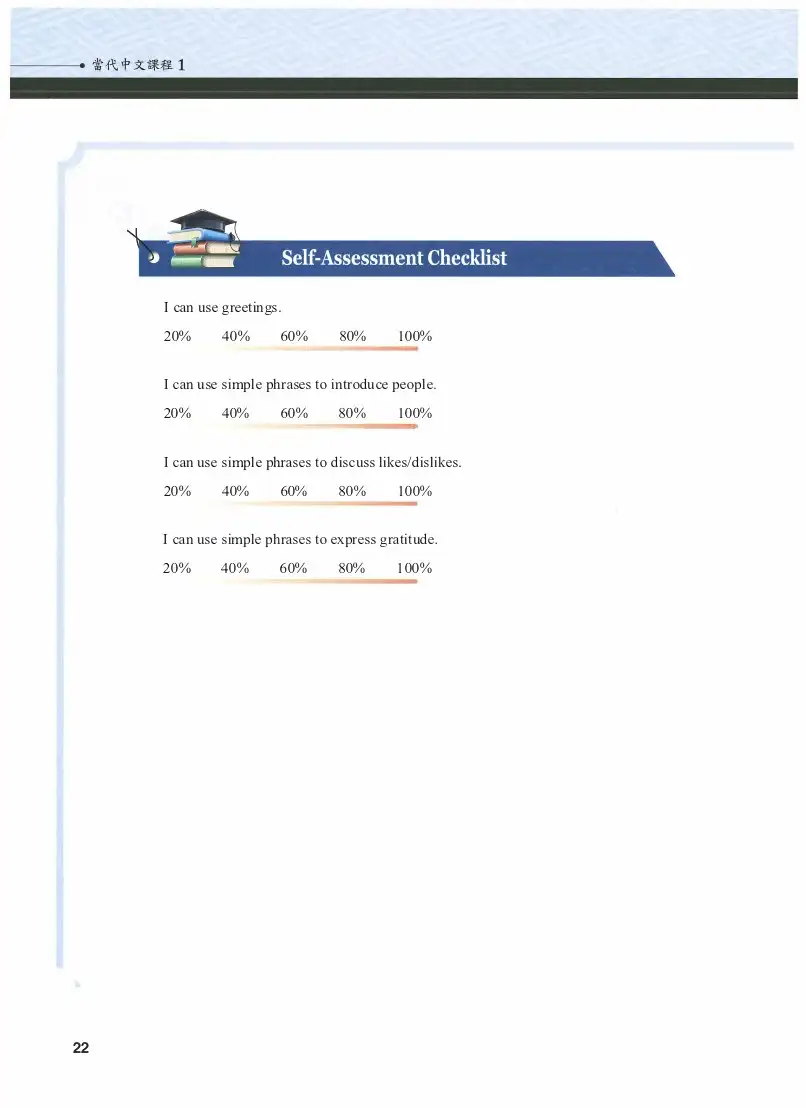 當代中文課程 1
Self-Assessment Checklist
I can use greetings.
20% 40% 60% 80% 100%
I can use simple phrases to introduce people.
20% 40% 60% 80% 100%
I can use simple phrases to discuss likes/dislikes.
20% 40% 60% 80% 100%
I can use simple phrases to express gratitude.
20% 40% 60% 80% 100%
22